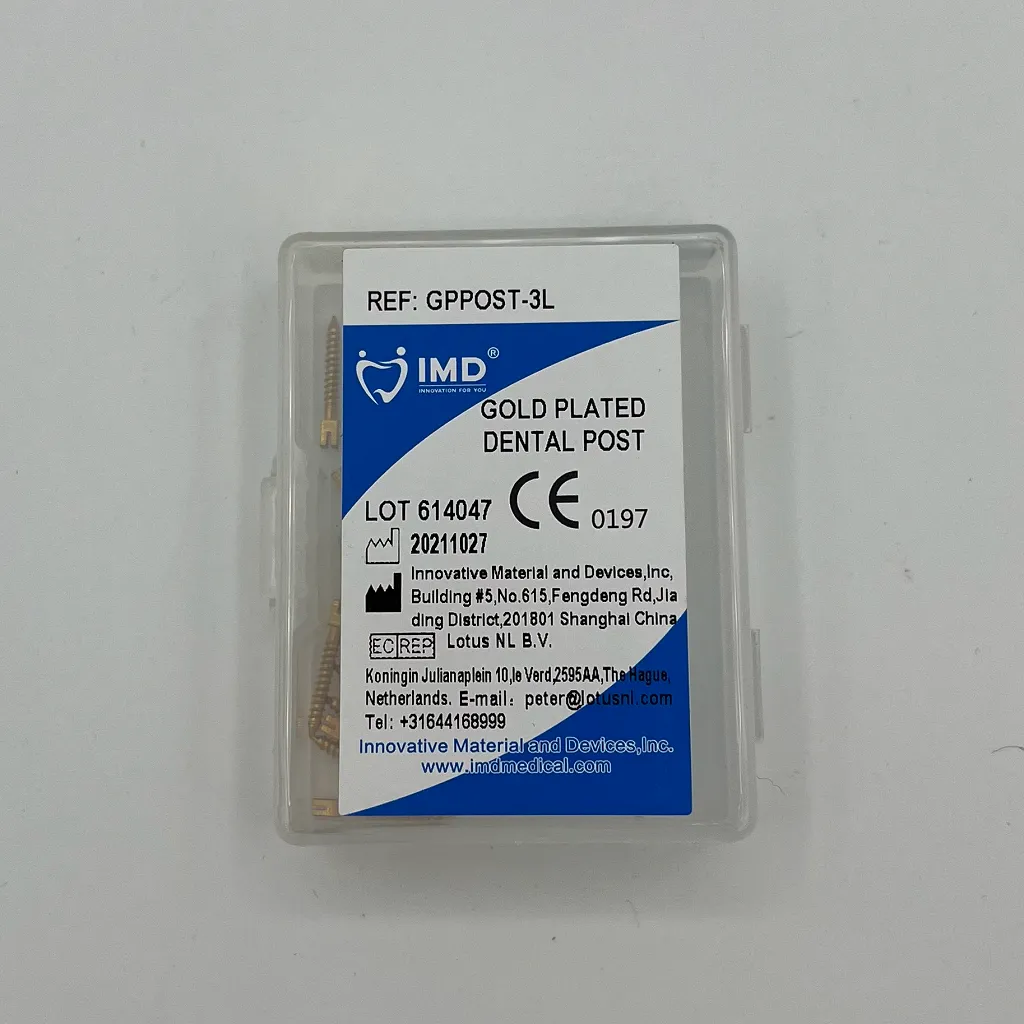 REF: GPPOST-3L
IMD®
INNOVATION FOR YOU
GOLD PLATED
DENTAL POST
LOT 614047
CE 0197
20211027
Innovative Material and Devices,Inc,
Building #5,No.615,Fengdeng Rd,Jia
ding District,201801 Shanghai China
EC REP Lotus NL B.V.
Koningin Julianaplein 10,le Verd,2595AA,The Hague,
Netherlands. E-mail: peter@lotusnl.com
Tel: +31644168999
Innovative Material and Devices,Inc.
www.imdmedical.com